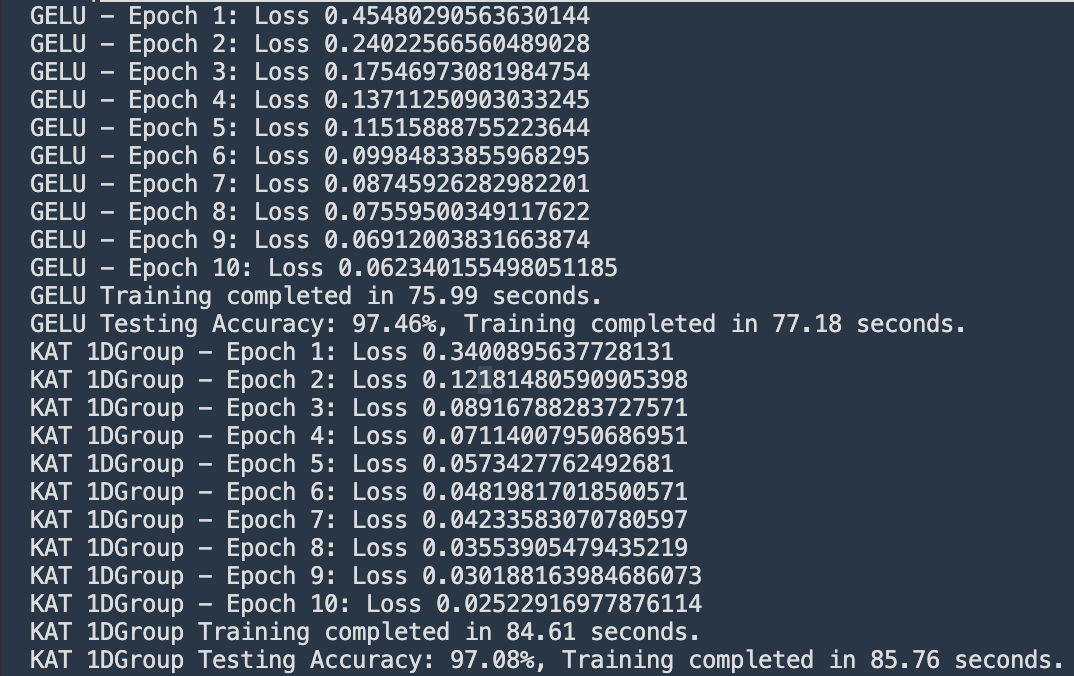 GELU – Epoch 1: Loss 0.45480290563630144
GELU – Epoch 2: Loss 0.24022566560489028
GELU – Epoch 3: Loss 0.17546973081984754
GELU – Epoch 4: Loss 0.13711250903033245
GELU – Epoch 5: Loss 0.11515888755223644
GELU – Epoch 6: Loss 0.09984833855968295
GELU – Epoch 7: Loss 0.08745926282982201
GELU – Epoch 8: Loss 0.07559500349117622
GELU – Epoch 9: Loss 0.06912003831663874
GELU – Epoch 10: Loss 0.062340155498051185
GELU Training completed in 75.99 seconds.
GELU Testing Accuracy: 97.46%, Training completed in 77.18 seconds.
KAT 1DGroup – Epoch 1: Loss 0.3400895637728131
KAT 1DGroup – Epoch 2: Loss 0.12181480590905398
KAT 1DGroup – Epoch 3: Loss 0.08916788283727571
KAT 1DGroup – Epoch 4: Loss 0.07114007950686951
KAT 1DGroup – Epoch 5: Loss 0.0573427762492681
KAT 1DGroup – Epoch 6: Loss 0.04819817018500571
KAT 1DGroup – Epoch 7: Loss 0.04233583070780597
KAT 1DGroup – Epoch 8: Loss 0.03553905479435219
KAT 1DGroup – Epoch 9: Loss 0.030188163984686073
KAT 1DGroup – Epoch 10: Loss 0.02522916977876114
KAT 1DGroup Training completed in 84.61 seconds.
KAT 1DGroup Testing Accuracy: 97.08%, Training completed in 85.76 seconds.